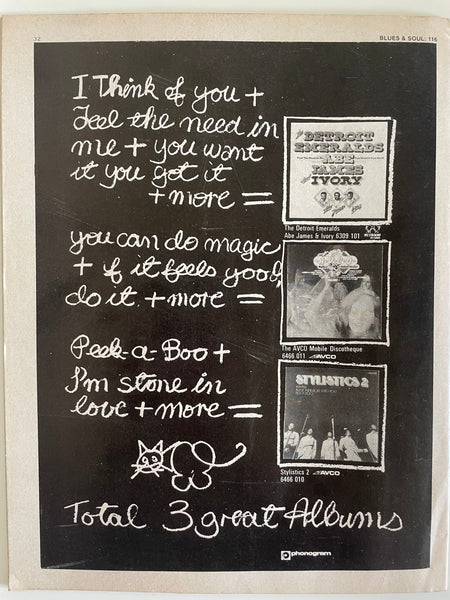 32
BLUES & SOUL: 116
I Think of you +
Feel the need in
me + you want
it you got it
+ more =
DETROIT
EMERALDS
ABE
JAMES
IVORY
The Detroit Emeralds
Abe James & Ivory 6309 101
you can do magic
+ if it feels good,
do it. + more =
The AVCO Mobile Discotheque
6466 011 AVCO
Peek-a-Boo +
I'm stone in
love + more =
STYLISTICS 2
Stylistics 2 AVCO
6466 010
Total 3 great Albums
phonogram